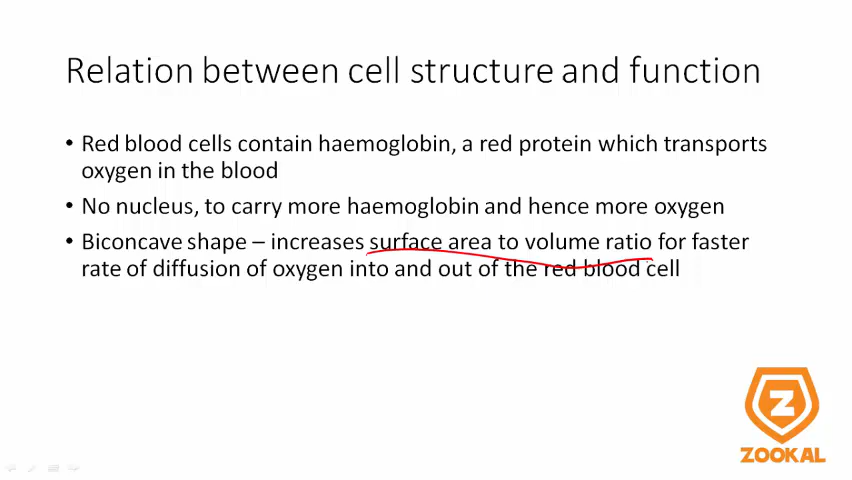 Relation between cell structure and function
• Red blood cells contain haemoglobin, a red protein which transports
oxygen in the blood
• No nucleus, to carry more haemoglobin and hence more oxygen
• Biconcave shape – increases surface area to volume ratio for faster
rate of diffusion of oxygen into and out of the red blood cell
Z
ZOOKAL